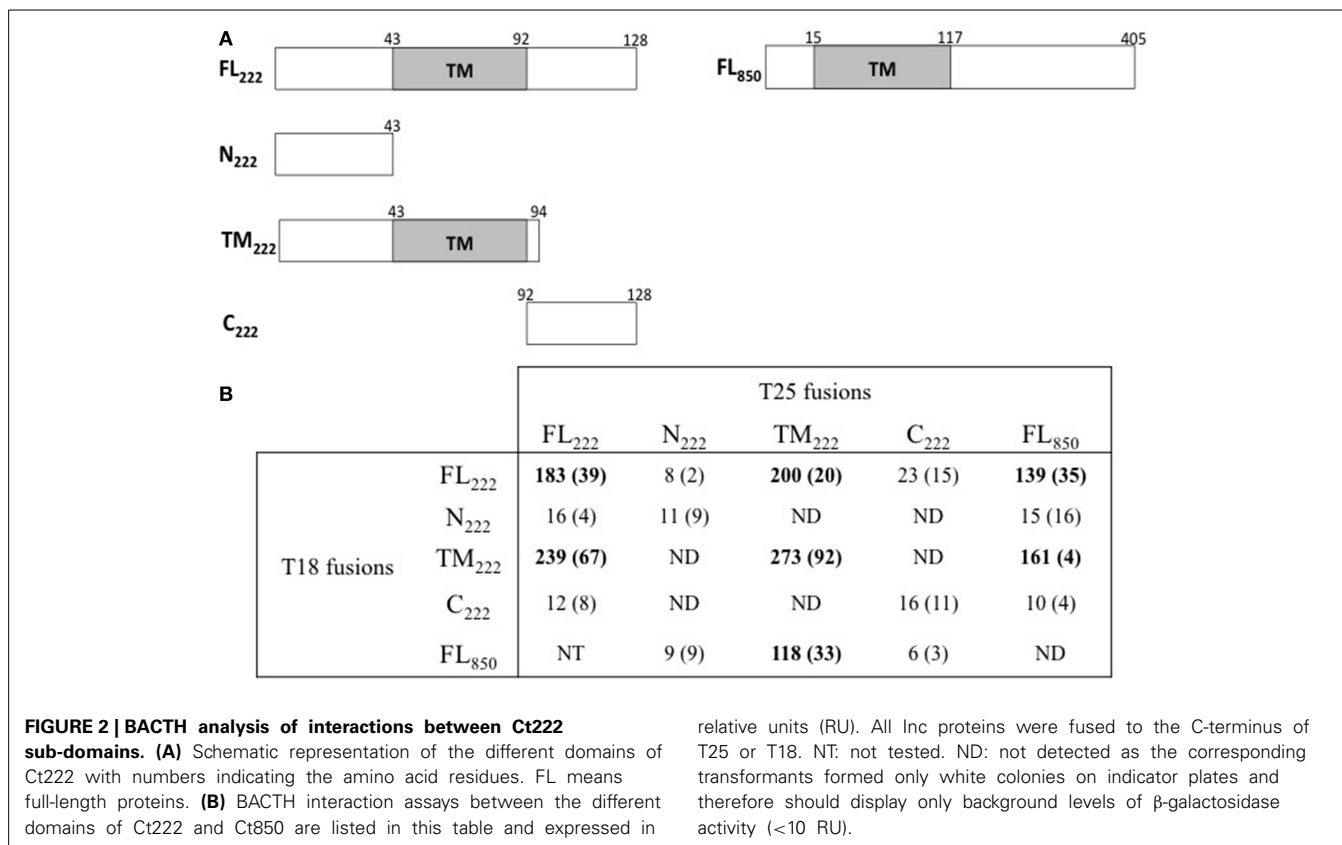 A
43 92 128
FL222 TM
15 117 405
FL850 TM
43
N222
43 94
TM222 TM
92 128
C222
B
T25 fusions
FL222 N222 TM222 C222 FL850
FL222 183 (39) 8 (2) 200 (20) 23 (15) 139 (35)
N222 16 (4) 11 (9) ND ND 15 (16)
T18 fusions TM222 239 (67) ND 273 (92) ND 161 (4)
C222 12 (8) ND ND 16 (11) 10 (4)
FL850 NT 9 (9) 118 (33) 6 (3) ND
FIGURE 2 | BACTH analysis of interactions between Ct222
sub-domains. (A) Schematic representation of the different domains of
Ct222 with numbers indicating the amino acid residues. FL means
full-length proteins. (B) BACTH interaction assays between the different
domains of Ct222 and Ct850 are listed in this table and expressed in
relative units (RU). All Inc proteins were fused to the C-terminus of
T25 or T18. NT: not tested. ND: not detected as the corresponding
transformants formed only white colonies on indicator plates and
therefore should display only background levels of β-galactosidase
activity (<10 RU).